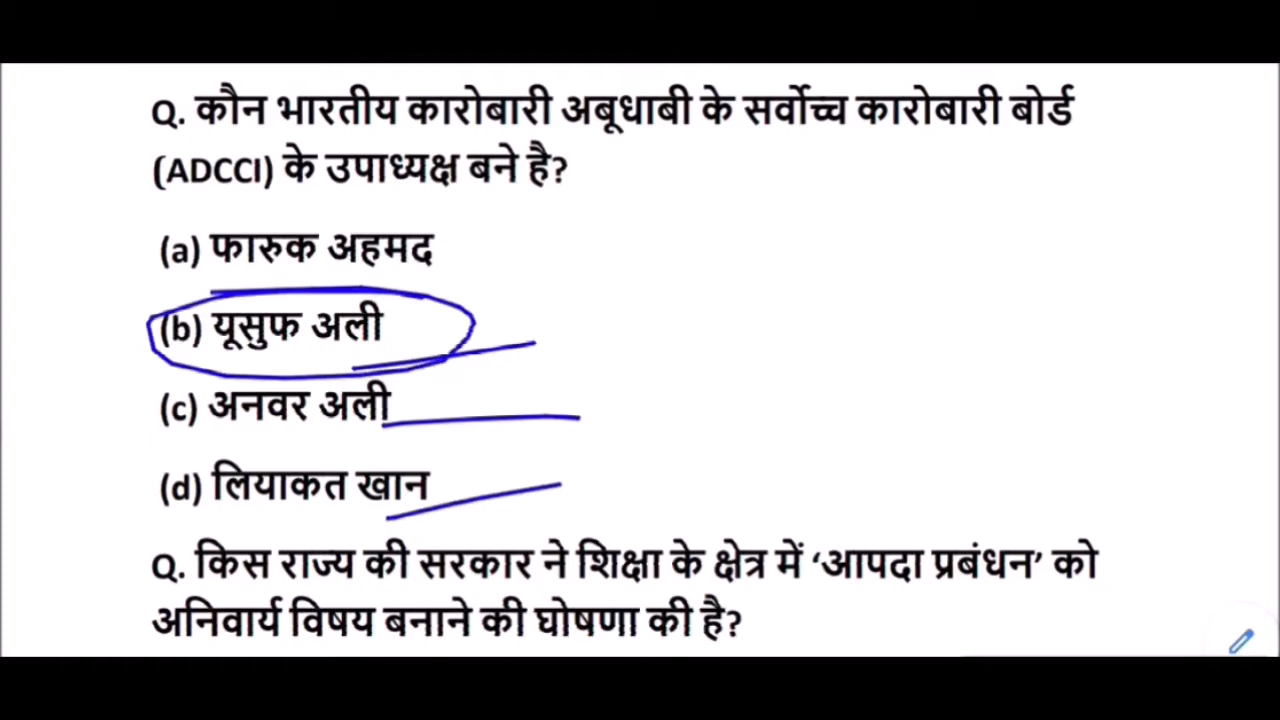 Q. कौन भारतीय कारोबारी अबूधाबी के सर्वोच्च कारोबारी बोर्ड
(ADCCI) के उपाध्यक्ष बने है?
(a) फारुक अहमद
(b) यूसुफ अली
(c) अनवर अली
(d) लियाकत खान
Q. किस राज्य की सरकार ने शिक्षा के क्षेत्र में ‘आपदा प्रबंधन’ को
अनिवार्य विषय बनाने की घोषणा की है?